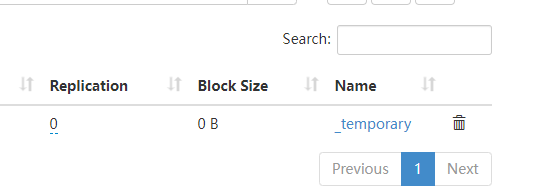 Search:
Replication Block Size Name
0 0 B _temporary
Previous 1 Next